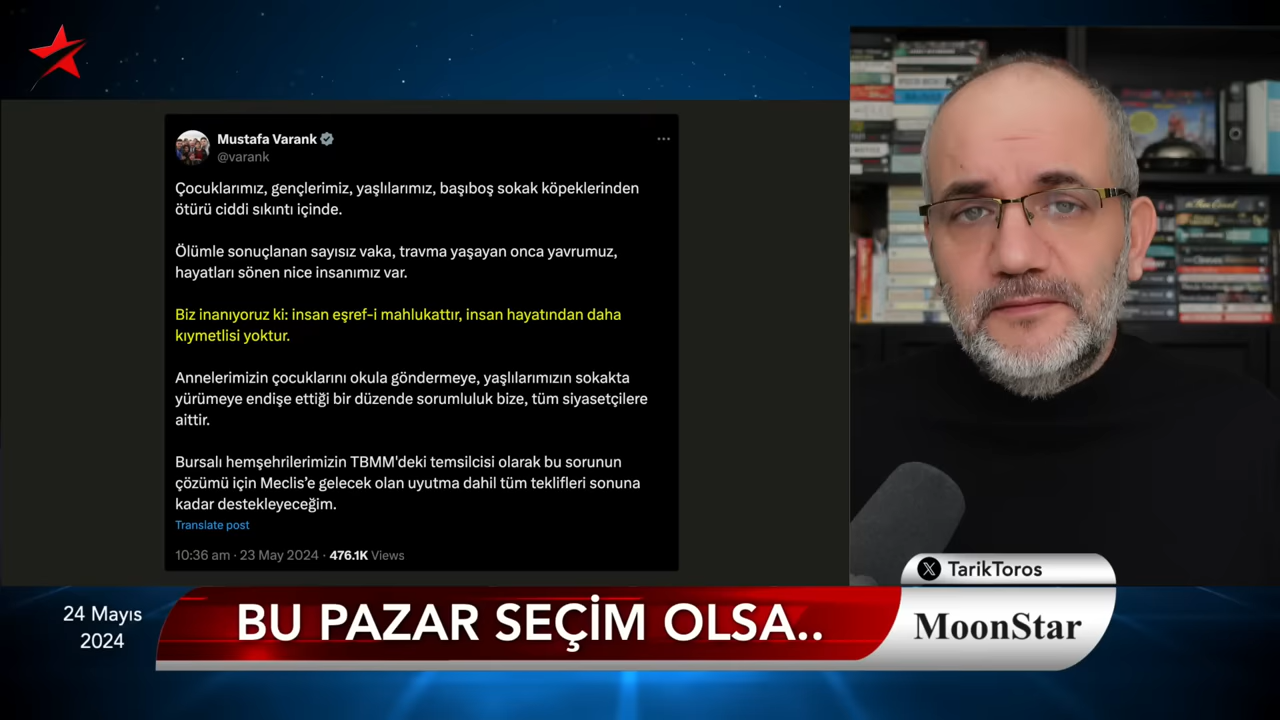 Mustafa Varank
@varank
Çocuklarımız, gençlerimiz, yaşlılarımız, başıboş sokak köpeklerinden
ötürü ciddi sıkıntı içinde.
Ölümle sonuçlanan sayısız vaka, travma yaşayan onca yavrumuz,
hayatları sönen nice insanımız var.
Biz inanıyoruz ki: insan eşref-i mahlukattır, insan hayatından daha
kıymetlisi yoktur.
Annelerimizin çocuklarını okula göndermeye, yaşlılarımızın sokakta
yürümeye endişe ettiği bir düzende sorumluluk bize, tüm siyasetçilere
aittir.
Bursalı hemşehrilerimizin TBMM'deki temsilcisi olarak bu sorunun
çözümü için Meclis’e gelecek olan uyutma dahil tüm teklifleri sonuna
kadar destekleyeceğim.
Translate post
10:36 am · 23 May 2024 · 476.1K Views
TarikToros
MoonStar
24 Mayıs
2024
BU PAZAR SEÇİM OLSA..